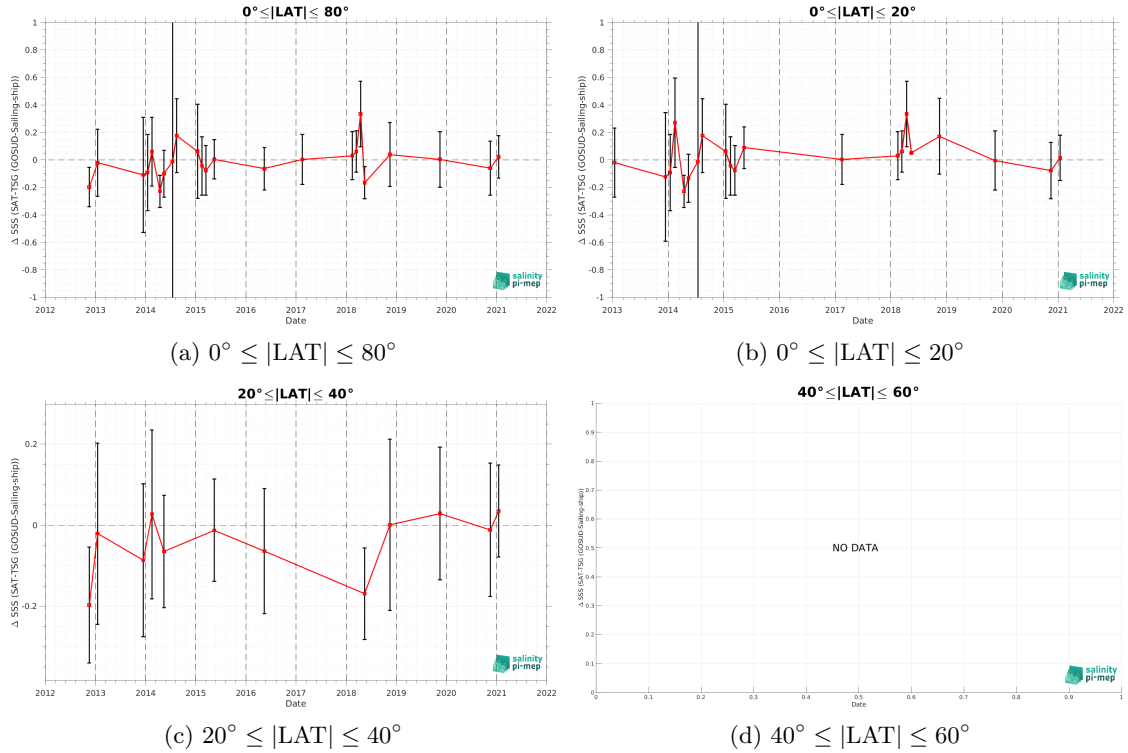 0°≤|LAT|≤ 80°
1
0.8
0.6
0.4
0.2
0
-0.2
-0.4
-0.6
-0.8
-1
Δ SSS (SAT-TSG (GOSUD-Sailing-ship))
2012 2013 2014 2015 2016 2017 2018 2019 2020 2021 2022
Date
salinity
pi-mep
(a) 0° ≤ |LAT| ≤ 80°
0°≤|LAT|≤ 20°
1
0.8
0.6
0.4
0.2
0
-0.2
-0.4
-0.6
-0.8
-1
Δ SSS (SAT-TSG (GOSUD-Sailing-ship))
2013 2014 2015 2016 2017 2018 2019 2020 2021 2022
Date
salinity
pi-mep
(b) 0° ≤ |LAT| ≤ 20°
20°≤|LAT|≤ 40°
0.2
0
-0.2
Δ SSS (SAT-TSG (GOSUD-Sailing-ship))
2012 2013 2014 2015 2016 2017 2018 2019 2020 2021 2022
Date
salinity
pi-mep
(c) 20° ≤ |LAT| ≤ 40°
40°≤|LAT|≤ 60°
1
0.9
0.8
0.7
0.6
0.5
0.4
0.3
0.2
0.1
0
Δ SSS (SAT-TSG (GOSUD-Sailing-ship))
NO DATA
0 0.1 0.2 0.3 0.4 0.5 0.6 0.7 0.8 0.9 1
Date
salinity
pi-mep
(d) 40° ≤ |LAT| ≤ 60°